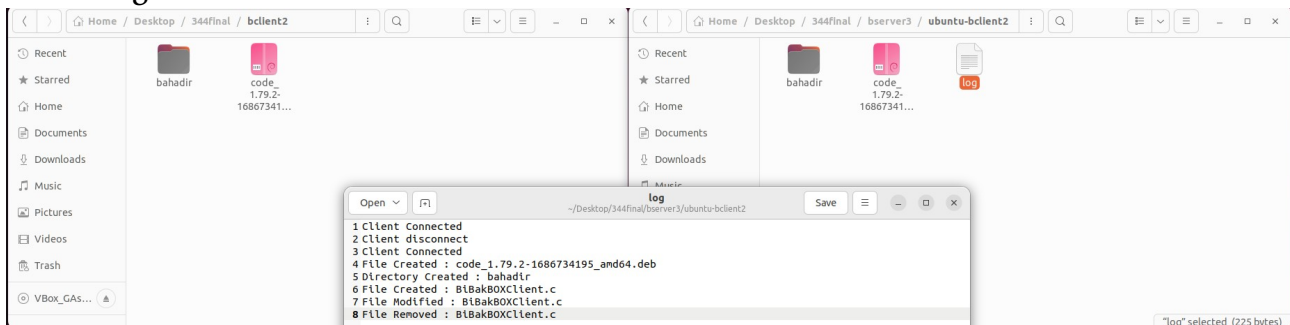 Home / Desktop / 344final / bclient2
Recent
Starred
Home
Documents
Downloads
Music
Pictures
Videos
Trash
VBox_GAs...
bahadir
code_
1.79.2-
16867341...
Home / Desktop / 344final / bserver3 / ubuntu-bclient2
Recent
Starred
Home
Documents
Downloads
Music
bahadir
code_
1.79.2-
16867341...
log
"log" selected (225 bytes)
Open
log
~/Desktop/344final/bserver3/ubuntu-bclient2
Save
1 Client Connected
2 Client disconnect
3 Client Connected
4 File Created : code_1.79.2-1686734195_amd64.deb
5 Directory Created : bahadir
6 File Created : BiBakBOXClient.c
7 File Modified : BiBakBOXClient.c
8 File Removed : BiBakBOXClient.c